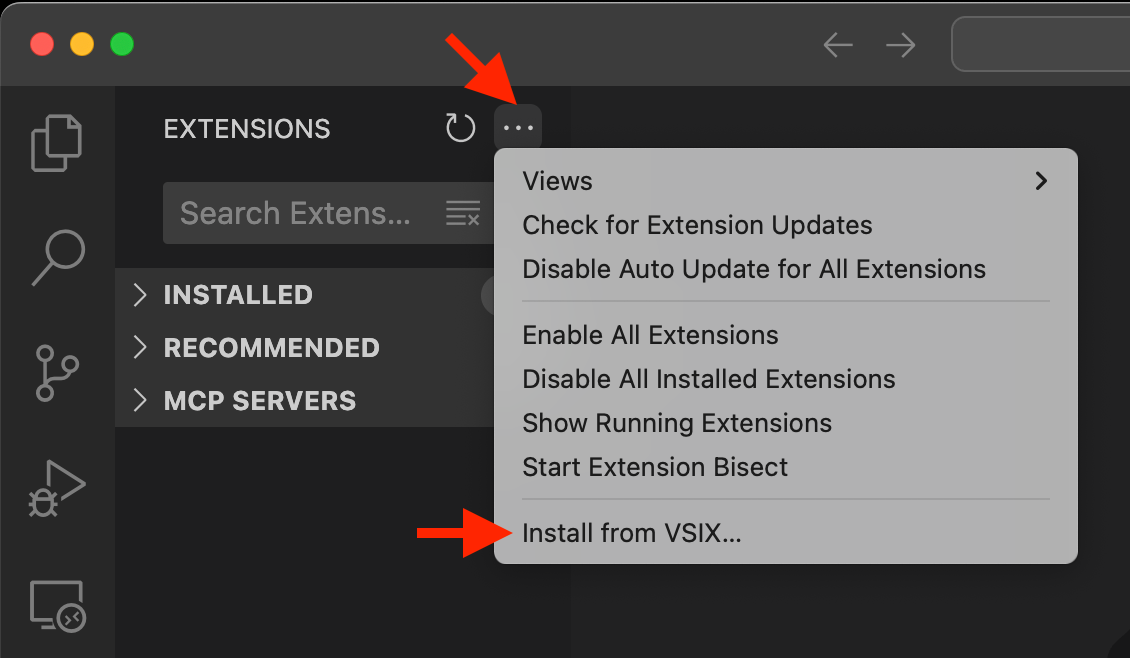 EXTENSIONS
Search Extens...
INSTALLED
RECOMMENDED
MCP SERVERS
Views
Check for Extension Updates
Disable Auto Update for All Extensions
Enable All Extensions
Disable All Installed Extensions
Show Running Extensions
Start Extension Bisect
Install from VSIX...